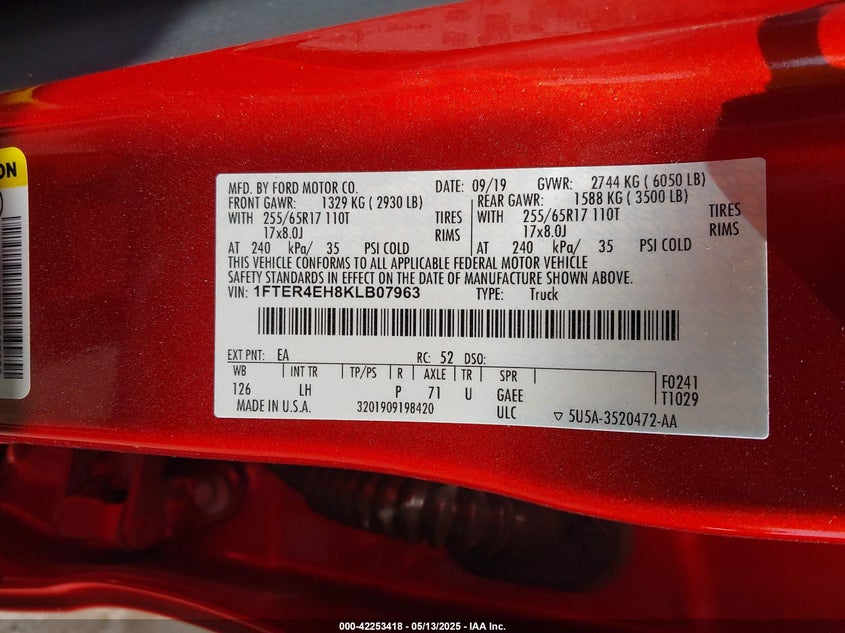 ON
MFD. BY FORD MOTOR CO. DATE: 09/19 GVWR: 2744 KG ( 6050 LB)
FRONT GAWR: 1329 KG ( 2930 LB) REAR GAWR: 1588 KG ( 3500 LB)
WITH 255/65R17 110T TIRES WITH 255/65R17 110T TIRES
17x8.0J RIMS 17x8.0J RIMS
AT 240 kPa/ 35 PSI COLD AT 240 kPa/ 35 PSI COLD
THIS VEHICLE CONFORMS TO ALL APPLICABLE FEDERAL MOTOR VEHICLE
SAFETY STANDARDS IN EFFECT ON THE DATE OF MANUFACTURE SHOWN ABOVE.
VIN: 1FTER4EH8KLB07963 TYPE: Truck
EXT PNT: EA RC: 52 DSO:
WB INT TR TP/PS R AXLE TR SPR
126 LH P 71 U GAEE F0241
ULC T1029
MADE IN U.S.A. 3201909198420 5U5A-3520472-AA
000-42253418 - 05/13/2025 - IAA Inc.